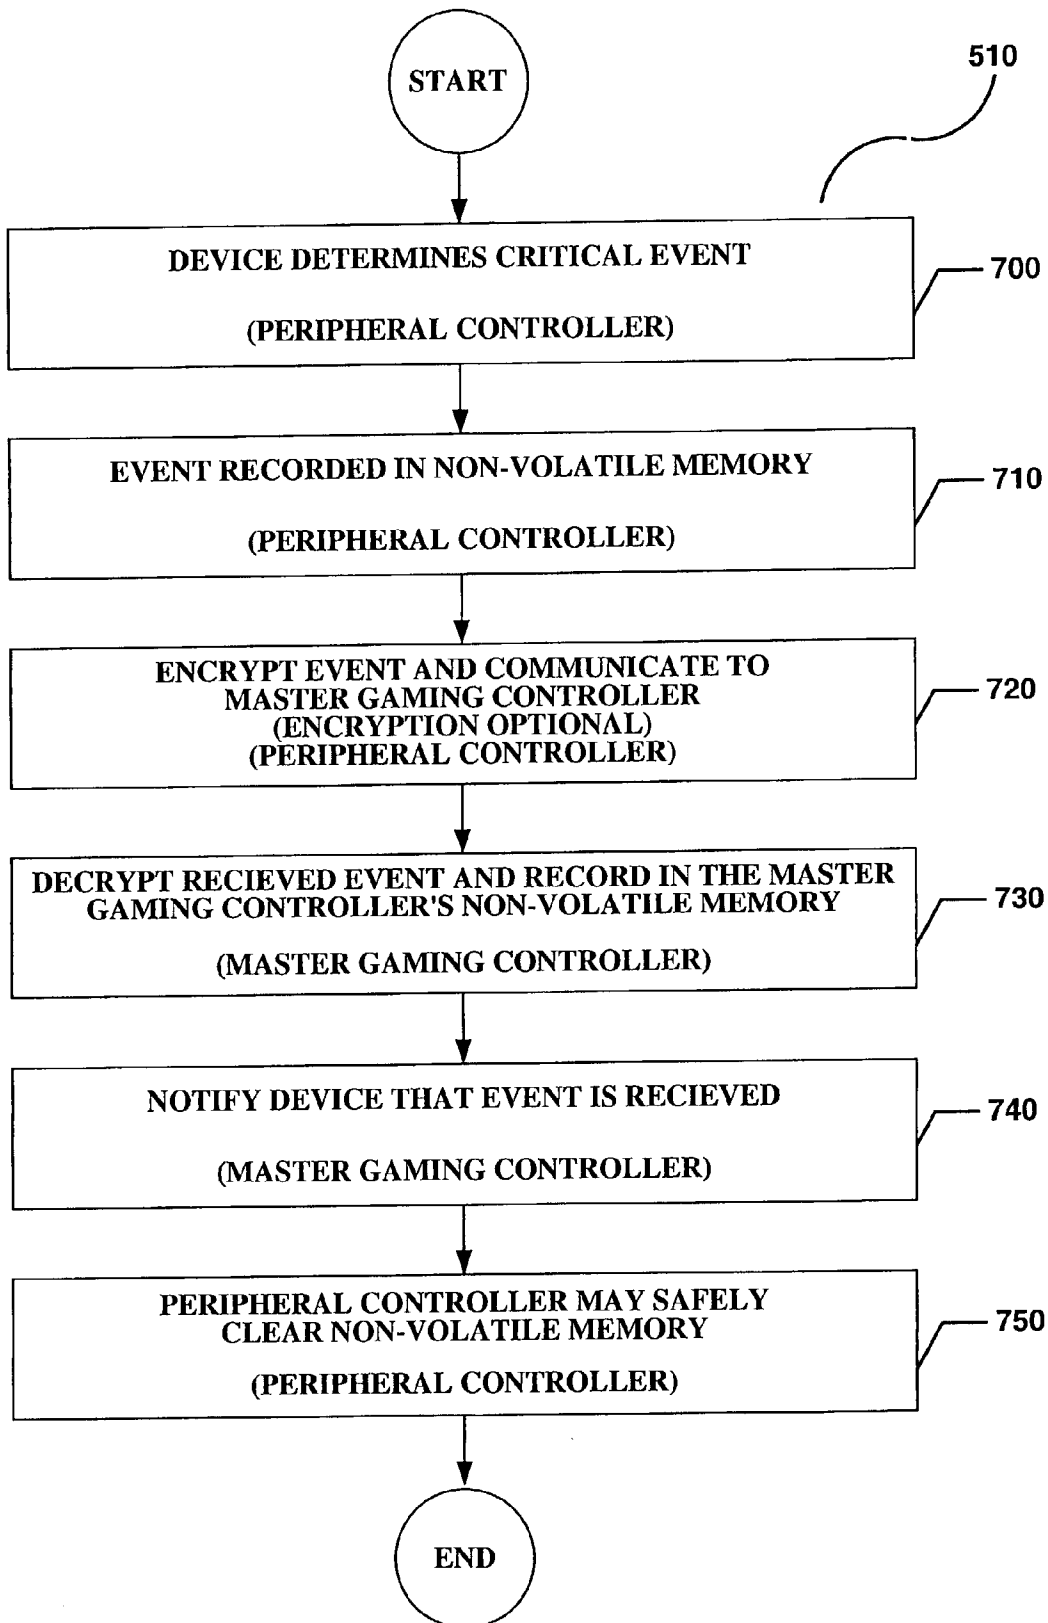 START
510
DEVICE DETERMINES CRITICAL EVENT
(PERIPHERAL CONTROLLER)
700
EVENT RECORDED IN NON-VOLATILE MEMORY
(PERIPHERAL CONTROLLER)
710
ENCRYPT EVENT AND COMMUNICATE TO
MASTER GAMING CONTROLLER
(ENCRYPTION OPTIONAL)
(PERIPHERAL CONTROLLER)
720
DECRYPT RECIEVED EVENT AND RECORD IN THE MASTER
GAMING CONTROLLER'S NON-VOLATILE MEMORY
(MASTER GAMING CONTROLLER)
730
NOTIFY DEVICE THAT EVENT IS RECIEVED
(MASTER GAMING CONTROLLER)
740
PERIPHERAL CONTROLLER MAY SAFELY
CLEAR NON-VOLATILE MEMORY
(PERIPHERAL CONTROLLER)
750
END